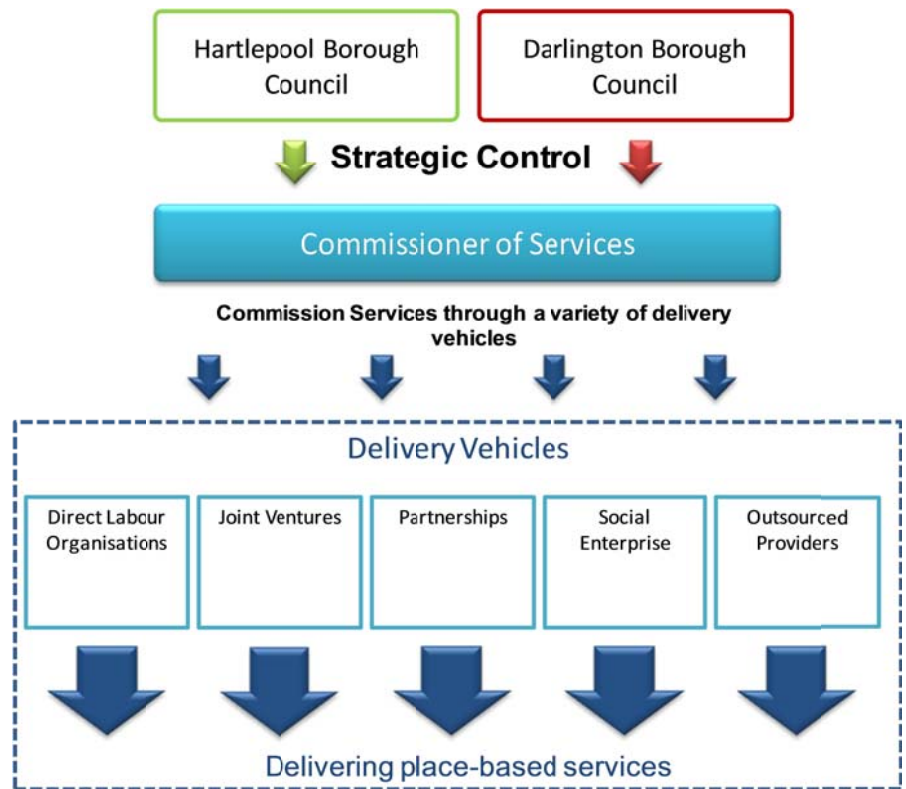 Hartlepool Borough
Council
Darlington Borough
Council
Strategic Control
Commissioner of Services
Commission Services through a variety of delivery
vehicles
Delivery Vehicles
Direct Labour
Organisations
Joint Ventures
Partnerships
Social
Enterprise
Outsourced
Providers
Delivering place-based services